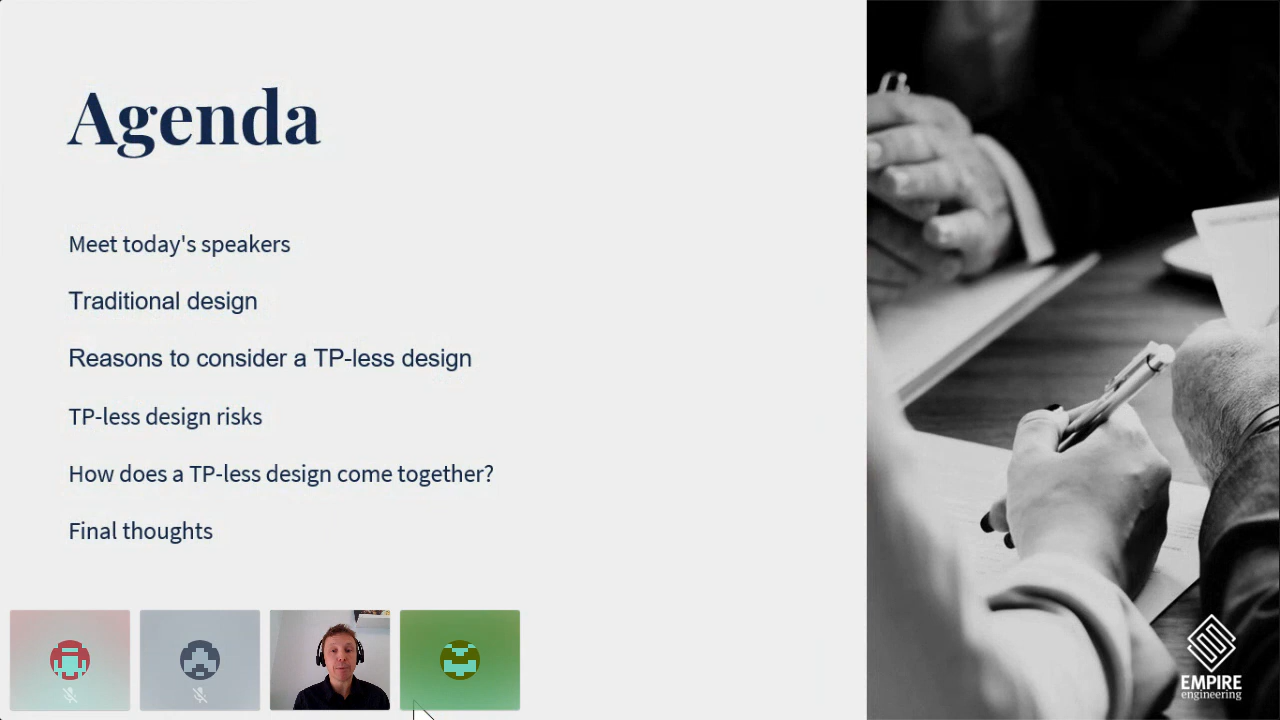 Agenda
Meet today's speakers
Traditional design
Reasons to consider a TP-less design
TP-less design risks
How does a TP-less design come together?
Final thoughts
EMPIRE
engineering